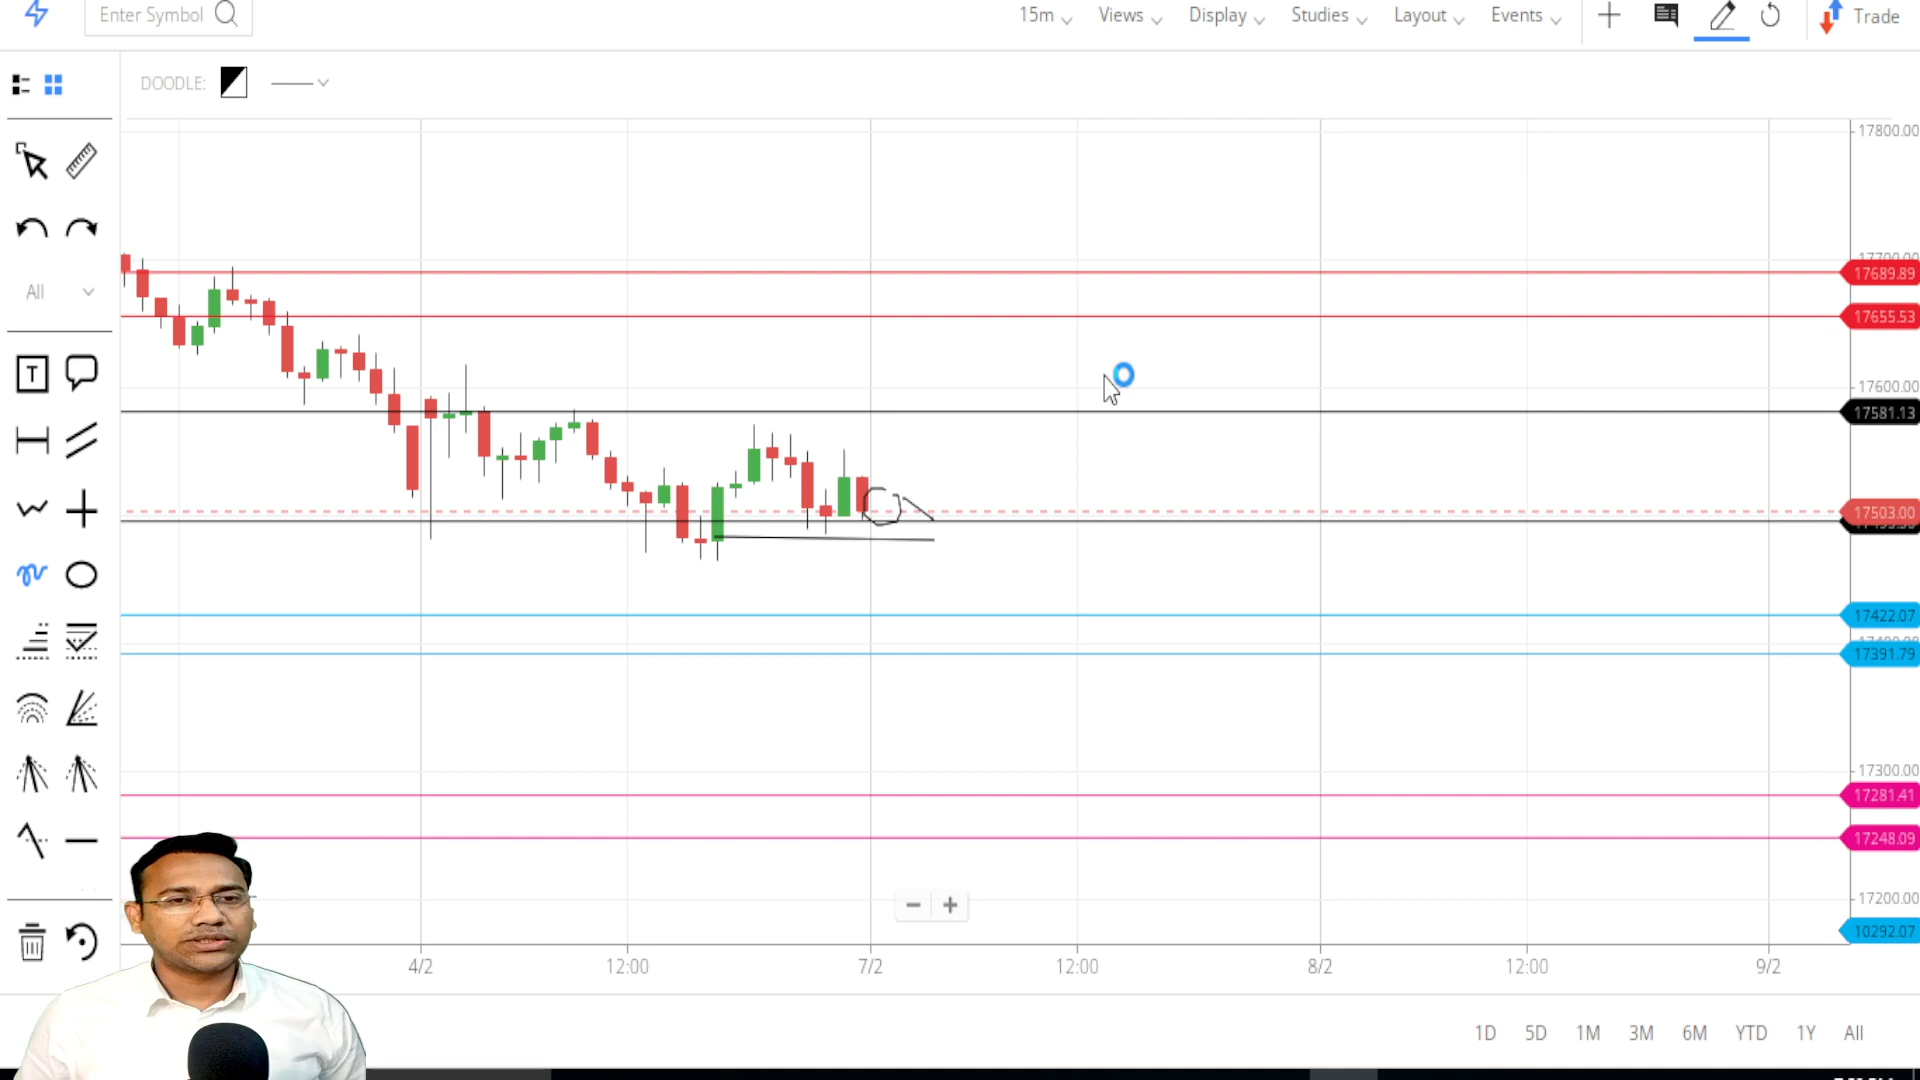 Enter Symbol
15m
Views
Display
Studies
Layout
Events
Trade
DOODLE:
All
T
17800.00
17700.00
17689.89
17655.53
17600.00
17581.13
17503.00
17422.07
17391.79
17300.00
17281.41
17248.09
17200.00
10292.07
4/2
12:00
7/2
12:00
8/2
12:00
9/2
1D
5D
1M
3M
6M
YTD
1Y
All